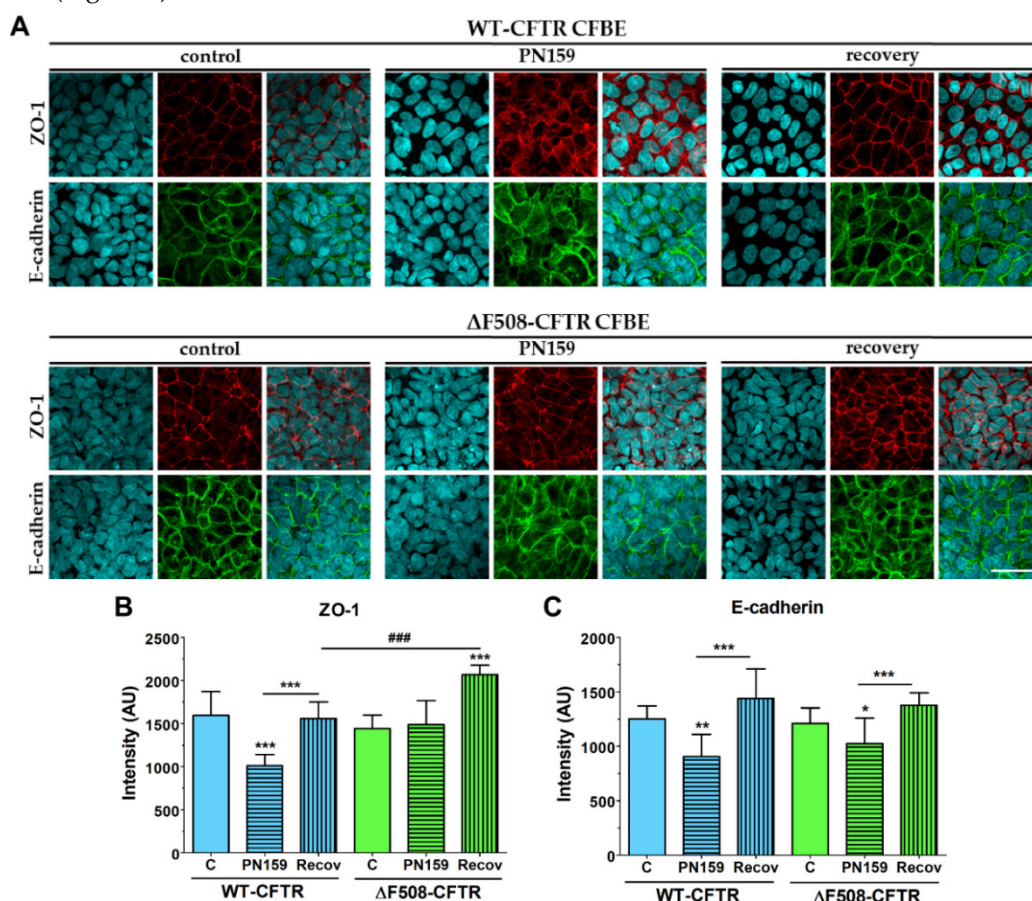 A
WT-CFTR CFBE
control PN159 recovery
ZO-1
E-cadherin
ΔF508-CFTR CFBE
control PN159 recovery
ZO-1
E-cadherin
B
ZO-1
###
***
***
***
2500
2000
1500
1000
500
0
Intensity (AU)
C PN159 Recov C PN159 Recov
WT-CFTR ΔF508-CFTR
C
E-cadherin
***
***
**
*
2000
1500
1000
500
0
Intensity (AU)
C PN159 Recov C PN159 Recov
WT-CFTR ΔF508-CFTR